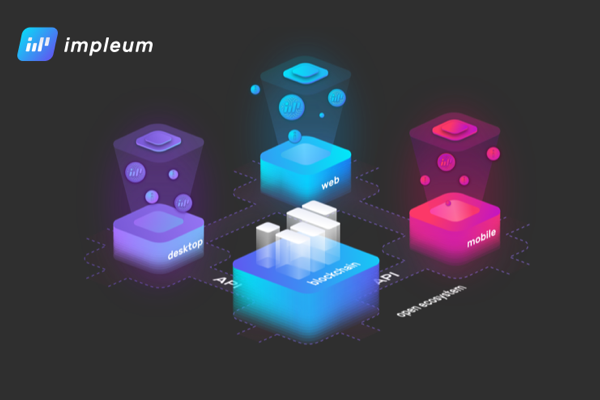 impleum
web
desktop
mobile
blockchain
API
API
open ecosystem